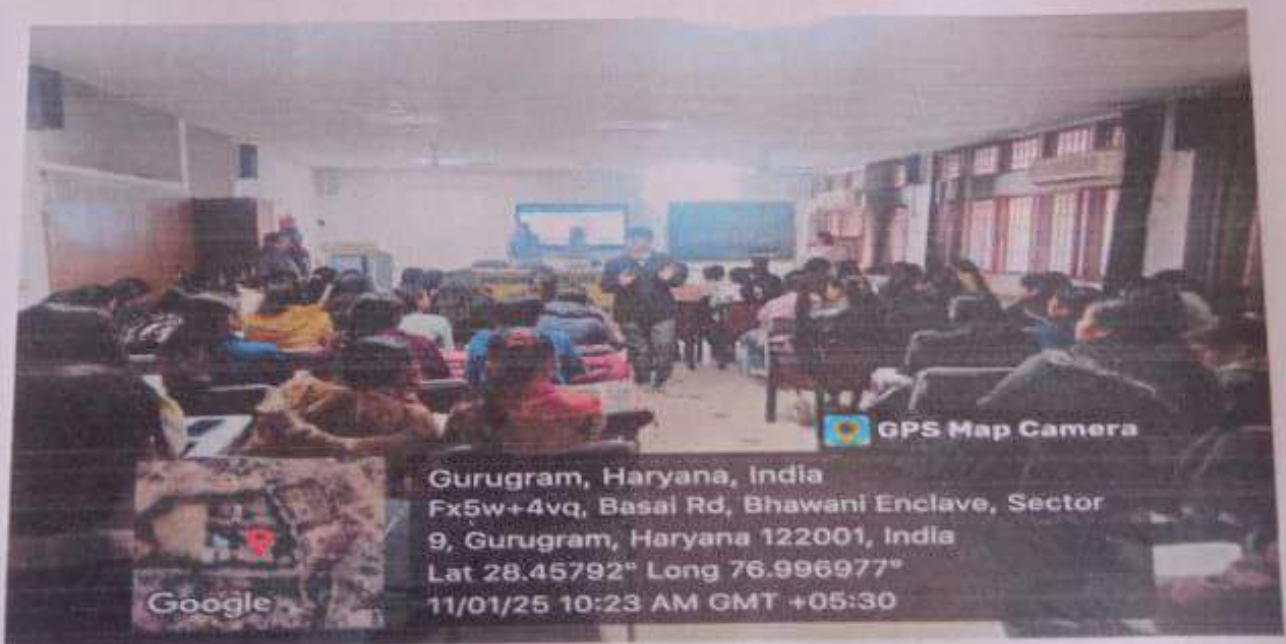 GPS Map Camera
Gurugram, Haryana, India
Fx5w+4vq, Basai Rd, Bhawani Enclave, Sector
9, Gurugram, Haryana 122001, India
Lat 28.45792° Long 76.996977°
11/01/25 10:23 AM GMT +05:30
Google